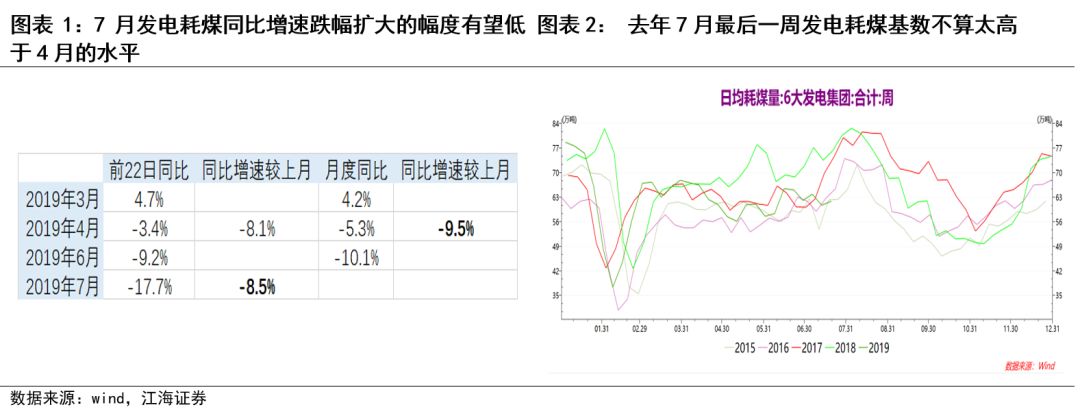 图表 1：7 月发电耗煤同比增速跌幅扩大的幅度有望低
于4月的水平
图表 2： 去年7月最后一周发电耗煤基数不算太高
前22日同比 同比增速较上月 月度同比 同比增速较上月
2019年3月 4.7% 4.2%
2019年4月 -3.4% -8.1% -5.3% -9.5%
2019年6月 -9.2% -10.1%
2019年7月 -17.7% -8.5%
日均耗煤量:6大发电集团:合计:周
(万吨) (万吨)
84 84
77 77
70 70
63 63
56 56
49 49
42 42
35 35
01.31 02.29 03.31 04.30 05.31 06.30 07.31 08.31 09.30 10.31 11.30 12.31
2015 2016 2017 2018 2019
数据来源：Wind
数据来源：wind，江海证券